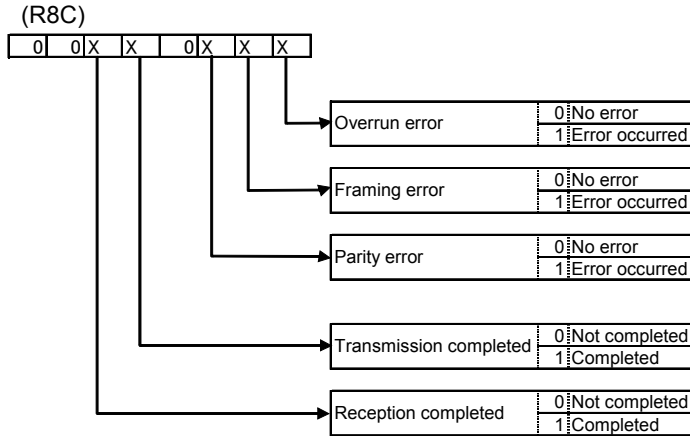 (R8C)
0 0 X X 0 X X X
Overrun error 0 No error
1 Error occurred
Framing error 0 No error
1 Error occurred
Parity error 0 No error
1 Error occurred
Transmission completed 0 Not completed
1 Completed
Reception completed 0 Not completed
1 Completed